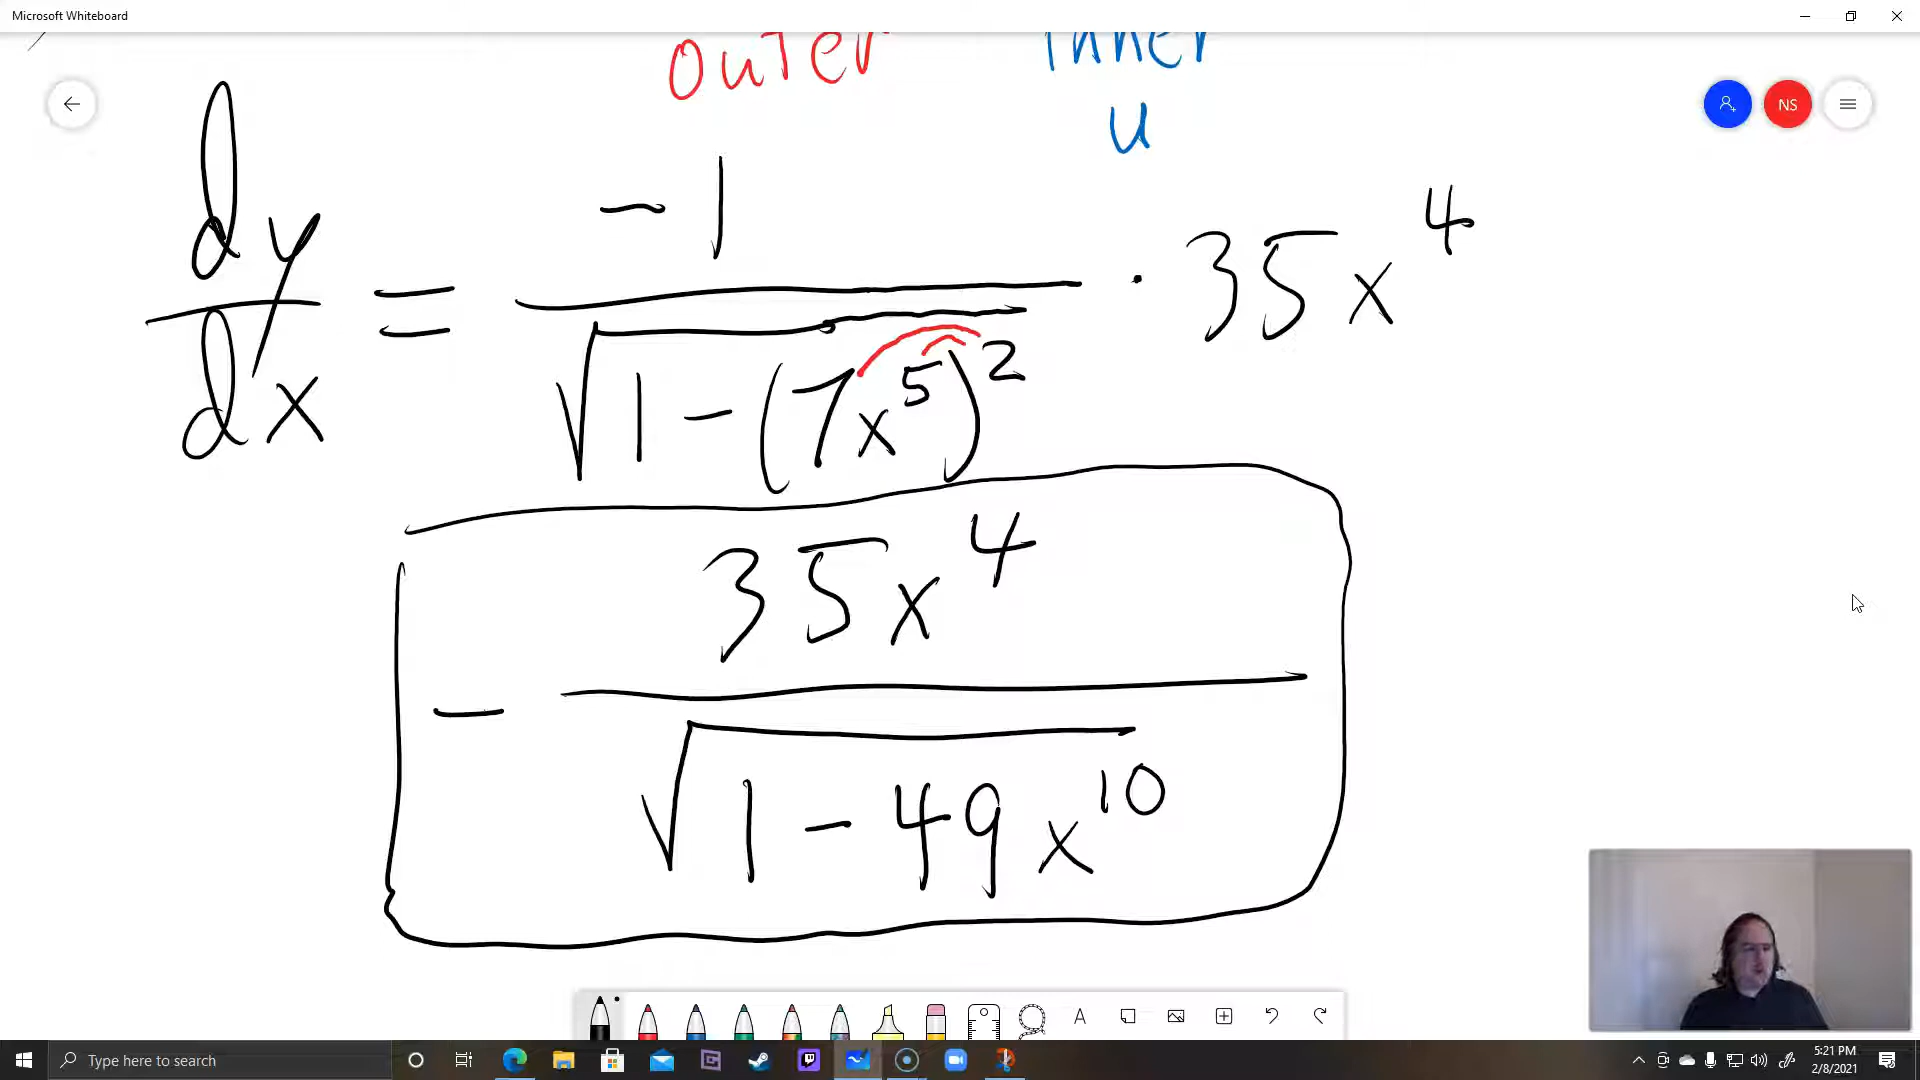 Microsoft Whiteboard
outer inner
u
NS
dy/dx = -1/√(1 - (7x^5)^2) · 35x^4
- 35x^4/√(1 - 49x^10)
A
Type here to search
5:21 PM
2/8/2021